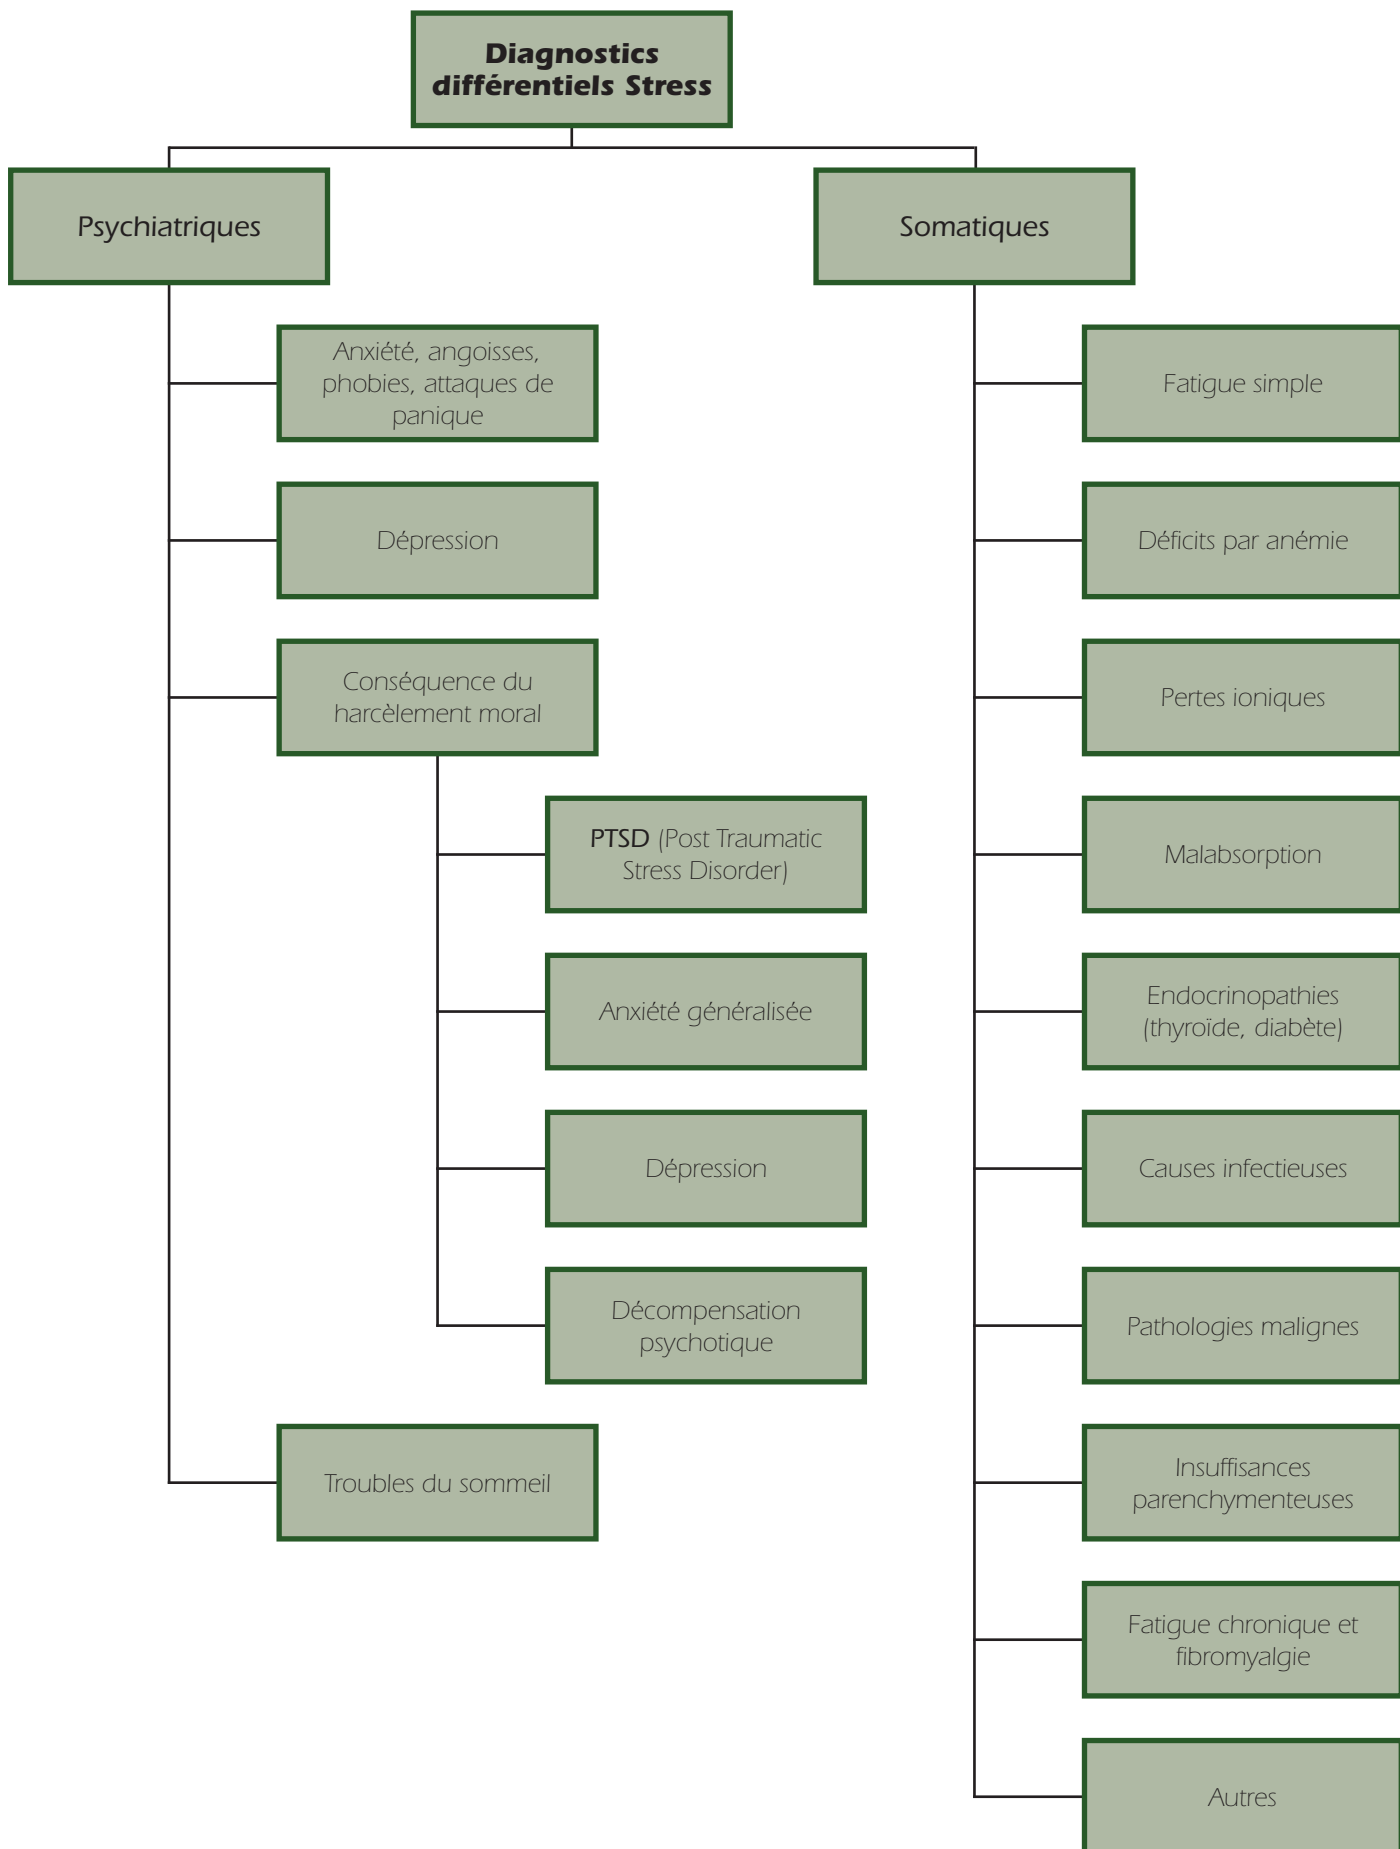 Diagnostics
différentiels Stress
Psychiatriques
Somatiques
Anxiété, angoisses,
phobies, attaques de
panique
Dépression
Conséquence du
harcèlement moral
PTSD (Post Traumatic
Stress Disorder)
Anxiété généralisée
Dépression
Décompensation
psychotique
Troubles du sommeil
Fatigue simple
Déficits par anémie
Pertes ioniques
Malabsorption
Endocrinopathies
(thyroïde, diabète)
Causes infectieuses
Pathologies malignes
Insuffisances
parenchymenteuses
Fatigue chronique et
fibromyalgie
Autres